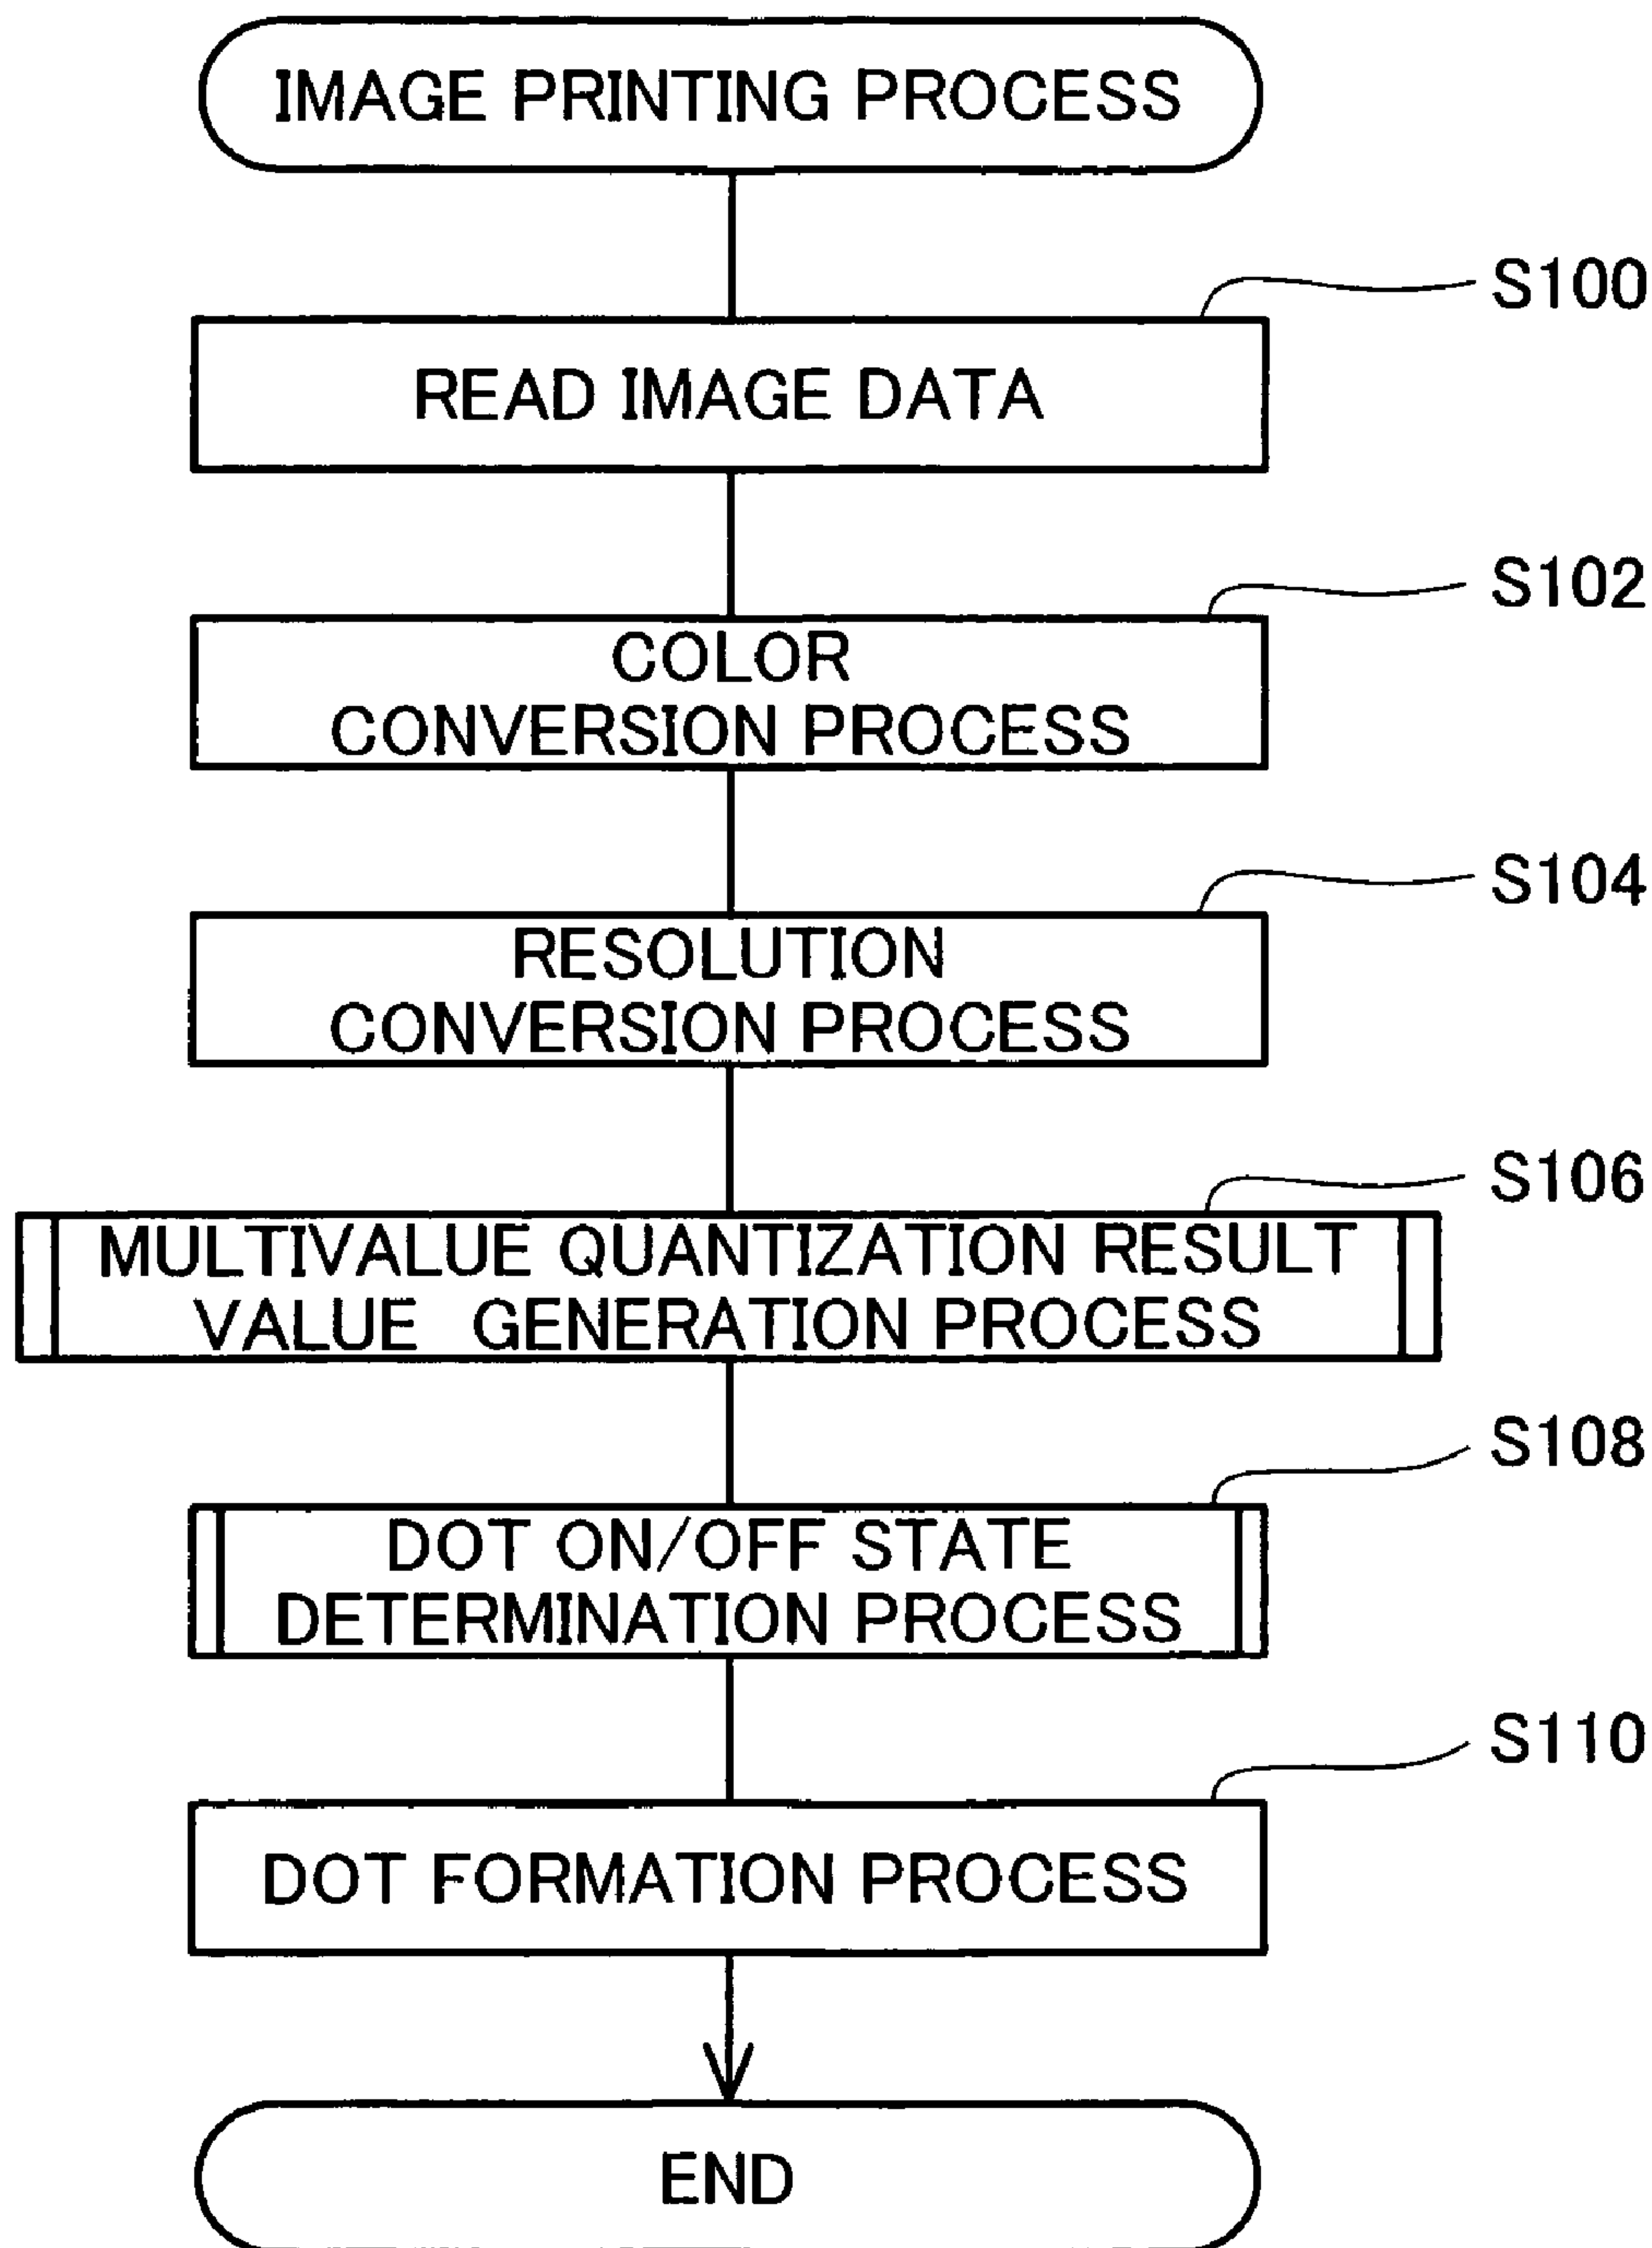 IMAGE PRINTING PROCESS
S100
READ IMAGE DATA
S102
COLOR
CONVERSION PROCESS
S104
RESOLUTION
CONVERSION PROCESS
S106
MULTIVALUE QUANTIZATION RESULT
VALUE GENERATION PROCESS
S108
DOT ON/OFF STATE
DETERMINATION PROCESS
S110
DOT FORMATION PROCESS
END